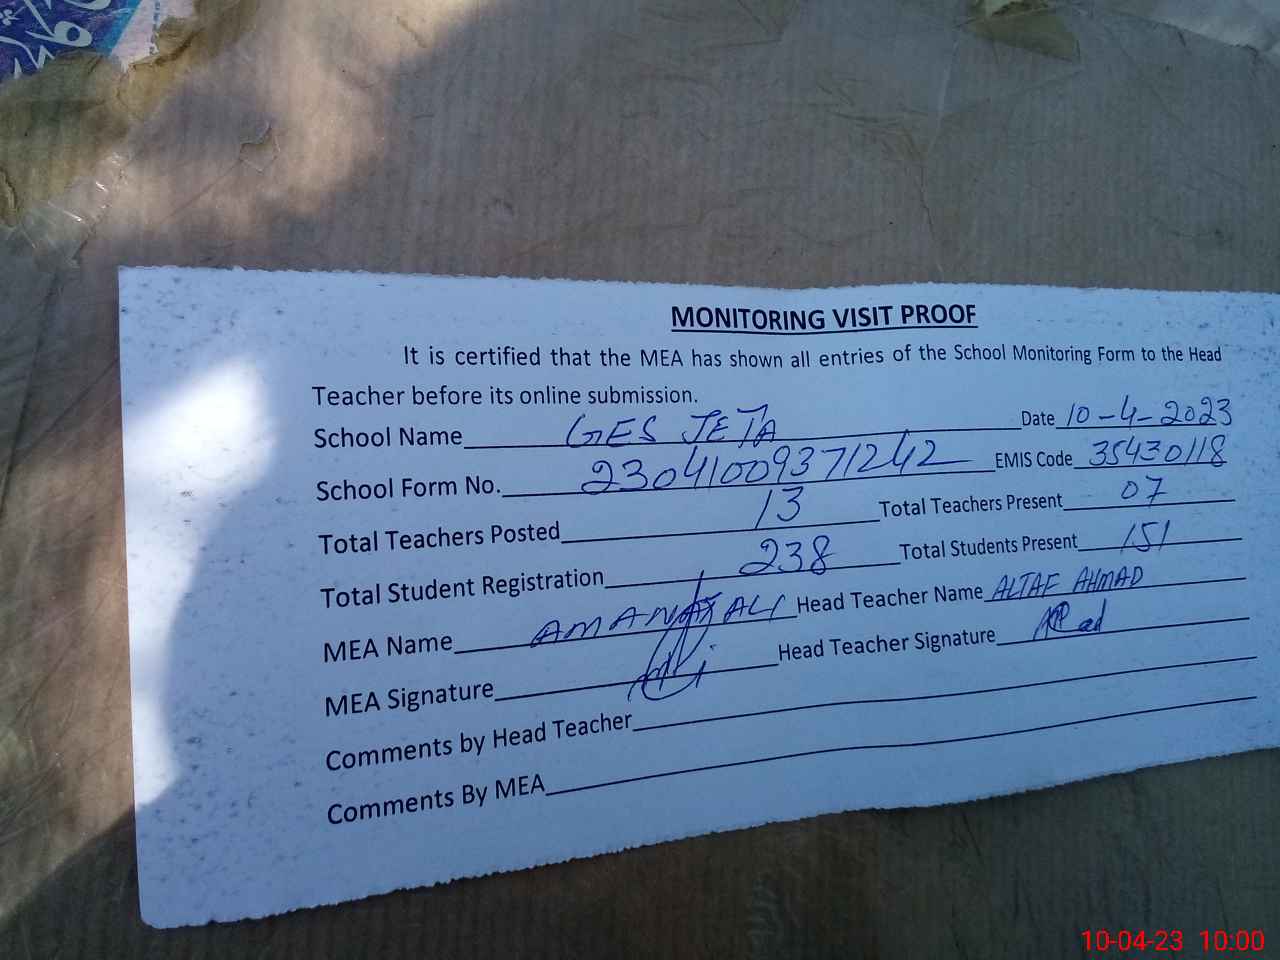 MONITORING VISIT PROOF
It is certified that the MEA has shown all entries of the School Monitoring Form to the Head
Teacher before its online submission.
School Name GES JETA Date 10-4-2023
School Form No. 23041009371242 EMIS Code 35430118
Total Teachers Posted 13 Total Teachers Present 07
Total Student Registration 238 Total Students Present 151
MEA Name AMANAT ALI Head Teacher Name ALTAF AHMAD
MEA Signature Head Teacher Signature
Comments by Head Teacher
Comments By MEA
10-04-23 10:00